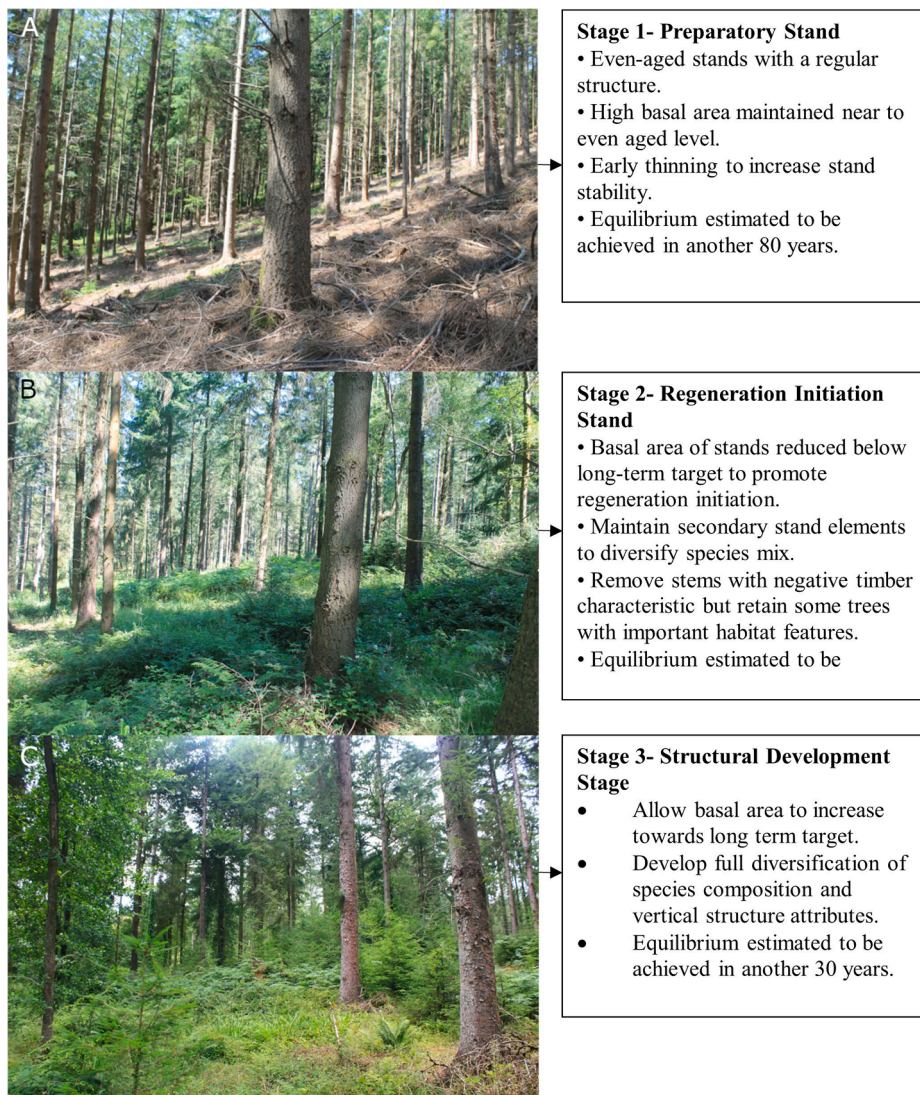 A
Stage 1- Preparatory Stand
• Even-aged stands with a regular
structure.
• High basal area maintained near to
even aged level.
• Early thinning to increase stand
stability.
• Equilibrium estimated to be
achieved in another 80 years.
B
Stage 2- Regeneration Initiation
Stand
• Basal area of stands reduced below
long-term target to promote
regeneration initiation.
• Maintain secondary stand elements
to diversify species mix.
• Remove stems with negative timber
characteristic but retain some trees
with important habitat features.
• Equilibrium estimated to be
C
Stage 3- Structural Development
Stage
• Allow basal area to increase
towards long term target.
• Develop full diversification of
species composition and
vertical structure attributes.
• Equilibrium estimated to be
achieved in another 30 years.